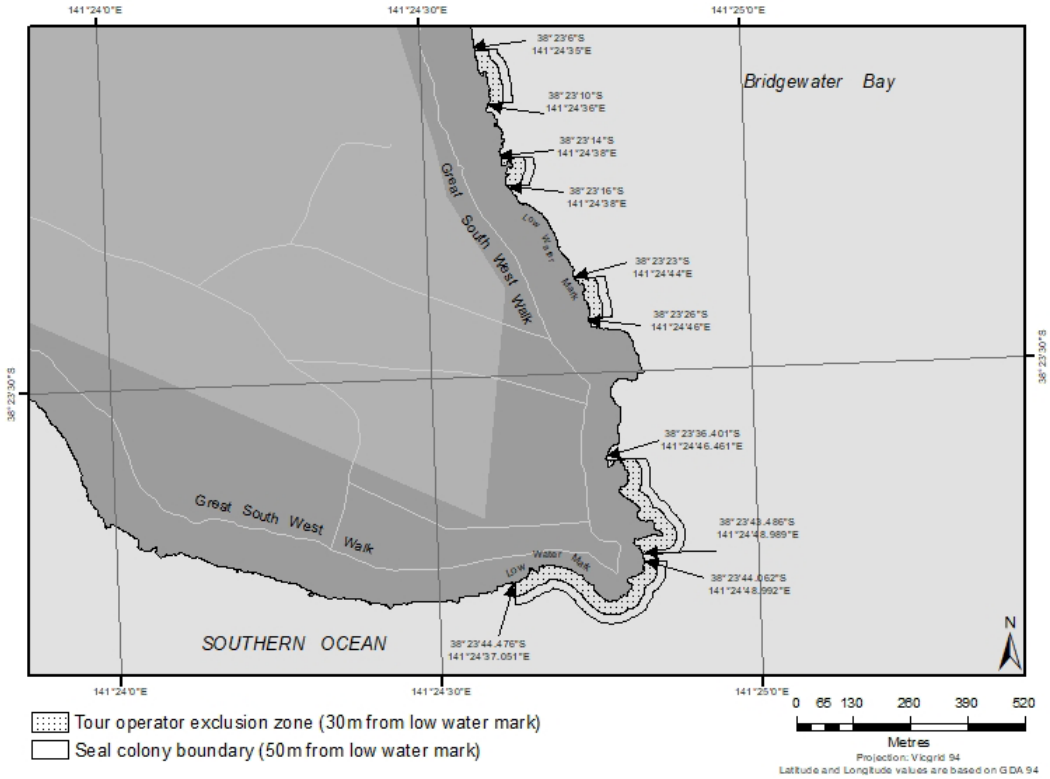 141°24'0"E
141°24'30"E
141°25'0"E
38°23'6"S
141°24'35"E
Bridgewater Bay
38°23'10"S
141°24'36"E
38°23'14"S
141°24'38"E
Great South West Walk
38°23'16"S
141°24'38"E
Low Water Mark
38°23'23"S
141°24'44"E
38°23'26"S
141°24'46"E
38°23'30"S
38°23'30"S
38°23'36.401"S
141°24'46.461"E
Great South West Walk
38°23'43.486"S
141°24'48.989"E
Low Water Mark
38°23'44.062"S
141°24'48.992"E
SOUTHERN OCEAN
38°23'44.476"S
141°24'37.051"E
N
141°24'0"E
141°24'30"E
141°25'0"E
Tour operator exclusion zone (30m from low water mark)
Seal colony boundary (50m from low water mark)
0 65 130 260 390 520
Metres
Projection: Vicgrid 94
Latitude and Longitude values are based on GDA 94